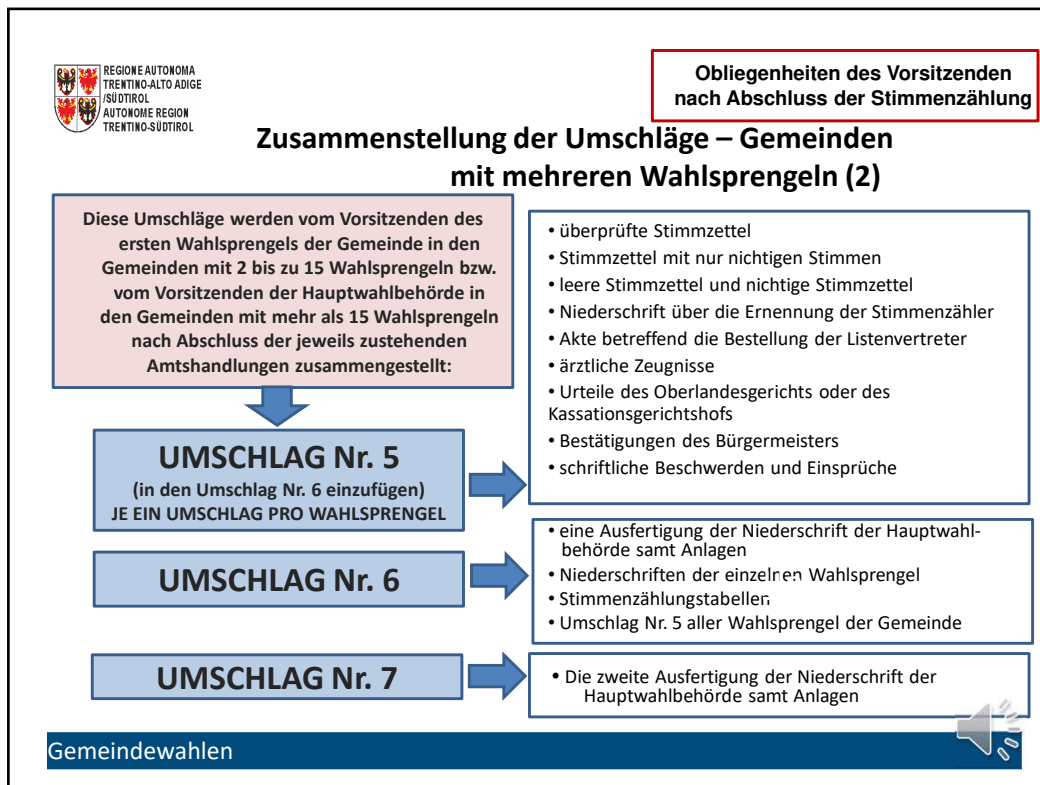 REGIONE AUTONOMA
TRENTINO-ALTO ADIGE
/SÜDTIROL
AUTONOME REGION
TRENTINO-SÜDTIROL
Obliegenheiten des Vorsitzenden
nach Abschluss der Stimmenzählung
Zusammenstellung der Umschläge – Gemeinden
mit mehreren Wahlsprengeln (2)
Diese Umschläge werden vom Vorsitzenden des
ersten Wahlsprengels der Gemeinde in den
Gemeinden mit 2 bis zu 15 Wahlsprengeln bzw.
vom Vorsitzenden der Hauptwahlbehörde in
den Gemeinden mit mehr als 15 Wahlsprengeln
nach Abschluss der jeweils zustehenden
Amtshandlungen zusammengestellt:
UMSCHLAG Nr. 5
(in den Umschlag Nr. 6 einzufügen)
JE EIN UMSCHLAG PRO WAHLSPRENGEL
• überprüfte Stimmzettel
• Stimmzettel mit nur nichtigen Stimmen
• leere Stimmzettel und nichtige Stimmzettel
• Niederschrift über die Ernennung der Stimmenzähler
• Akte betreffend die Bestellung der Listenvertreter
• ärztliche Zeugnisse
• Urteile des Oberlandesgerichts oder des
Kassationsgerichtshofs
• Bestätigungen des Bürgermeisters
• schriftliche Beschwerden und Einsprüche
UMSCHLAG Nr. 6
• eine Ausfertigung der Niederschrift der Hauptwahl-
behörde samt Anlagen
• Niederschriften der einzelnen Wahlsprengel
• Stimmenzählungstabellen
• Umschlag Nr. 5 aller Wahlsprengel der Gemeinde
UMSCHLAG Nr. 7
• Die zweite Ausfertigung der Niederschrift der
Hauptwahlbehörde samt Anlagen
Gemeindewahlen